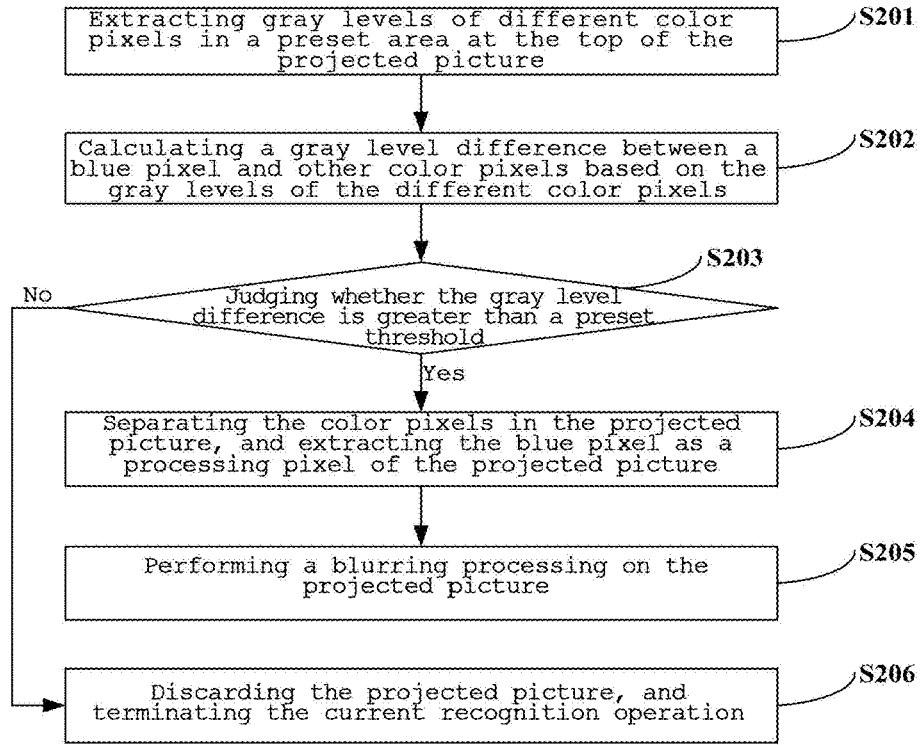 Extracting gray levels of different color
pixels in a preset area at the top of the
projected picture
S201
Calculating a gray level difference between a
blue pixel and other color pixels based on the
gray levels of the different color pixels
S202
S203
No
Judging whether the gray level
difference is greater than a preset
threshold
Yes
Separating the color pixels in the projected
picture, and extracting the blue pixel as a
processing pixel of the projected picture
S204
Performing a blurring processing on the
projected picture
S205
Discarding the projected picture, and
terminating the current recognition operation
S206